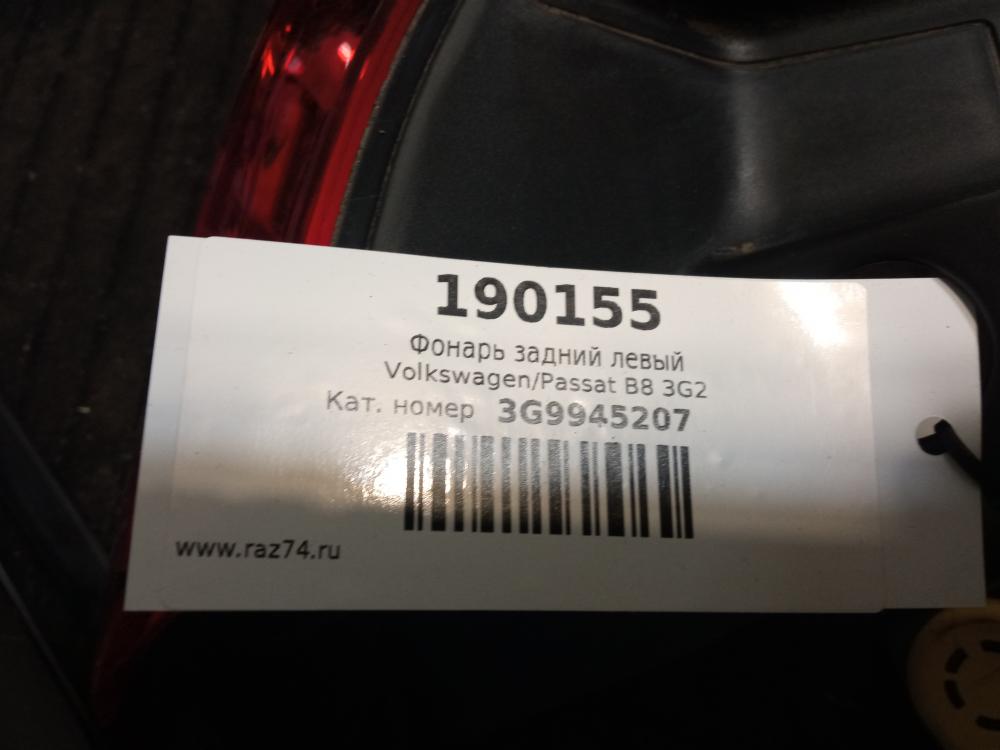 190155
Фонарь задний левый
Volkswagen/Passat B8 3G2
Кат. номер 3G9945207
www.raz74.ru